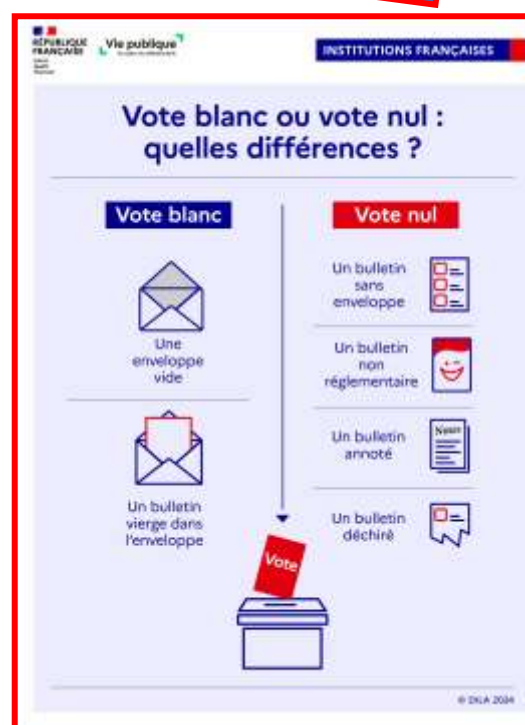 RÉPUBLIQUE
FRANÇAISE
Vie publique
INSTITUTIONS FRANÇAISES
Vote blanc ou vote nul :
quelles différences ?
Vote blanc
Une
enveloppe
vide
Un bulletin
vierge dans
l'enveloppe
Vote nul
Un bulletin
sans
enveloppe
Un bulletin
non
réglementaire
Un bulletin
annoté
Un bulletin
déchiré
Vote
© DILA 2024